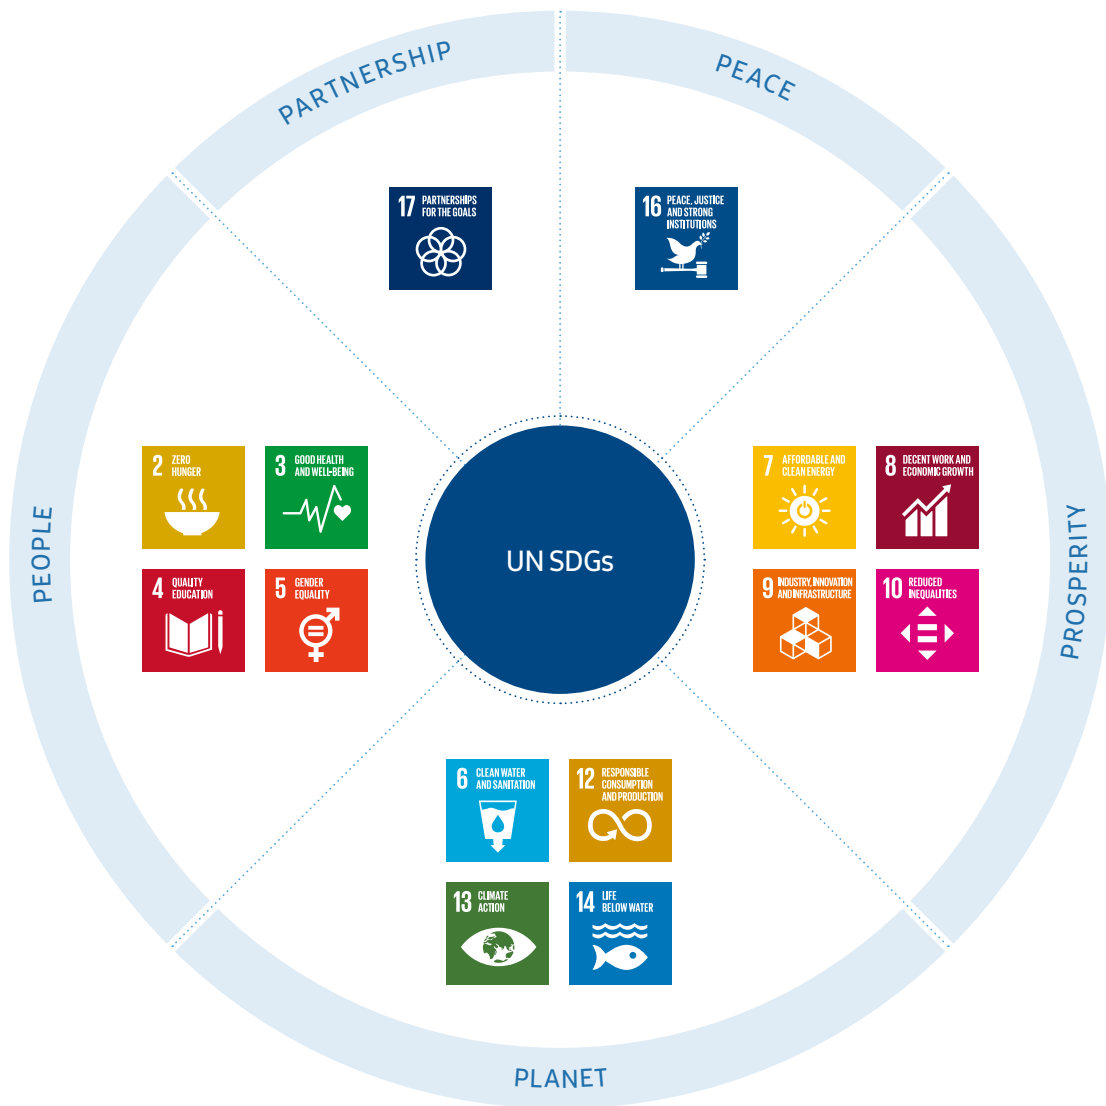 PARTNERSHIP
PEACE
17 PARTNERSHIPS
FOR THE GOALS
16 PEACE, JUSTICE
AND STRONG
INSTITUTIONS
PEOPLE
2 ZERO
HUNGER
3 GOOD HEALTH
AND WELL-BEING
4 QUALITY
EDUCATION
5 GENDER
EQUALITY
UN SDGs
7 AFFORDABLE AND
CLEAN ENERGY
8 DECENT WORK AND
ECONOMIC GROWTH
9 INDUSTRY, INNOVATION
AND INFRASTRUCTURE
10 REDUCED
INEQUALITIES
PROSPERITY
6 CLEAN WATER
AND SANITATION
12 RESPONSIBLE
CONSUMPTION
AND PRODUCTION
13 CLIMATE
ACTION
14 LIFE
BELOW WATER
PLANET